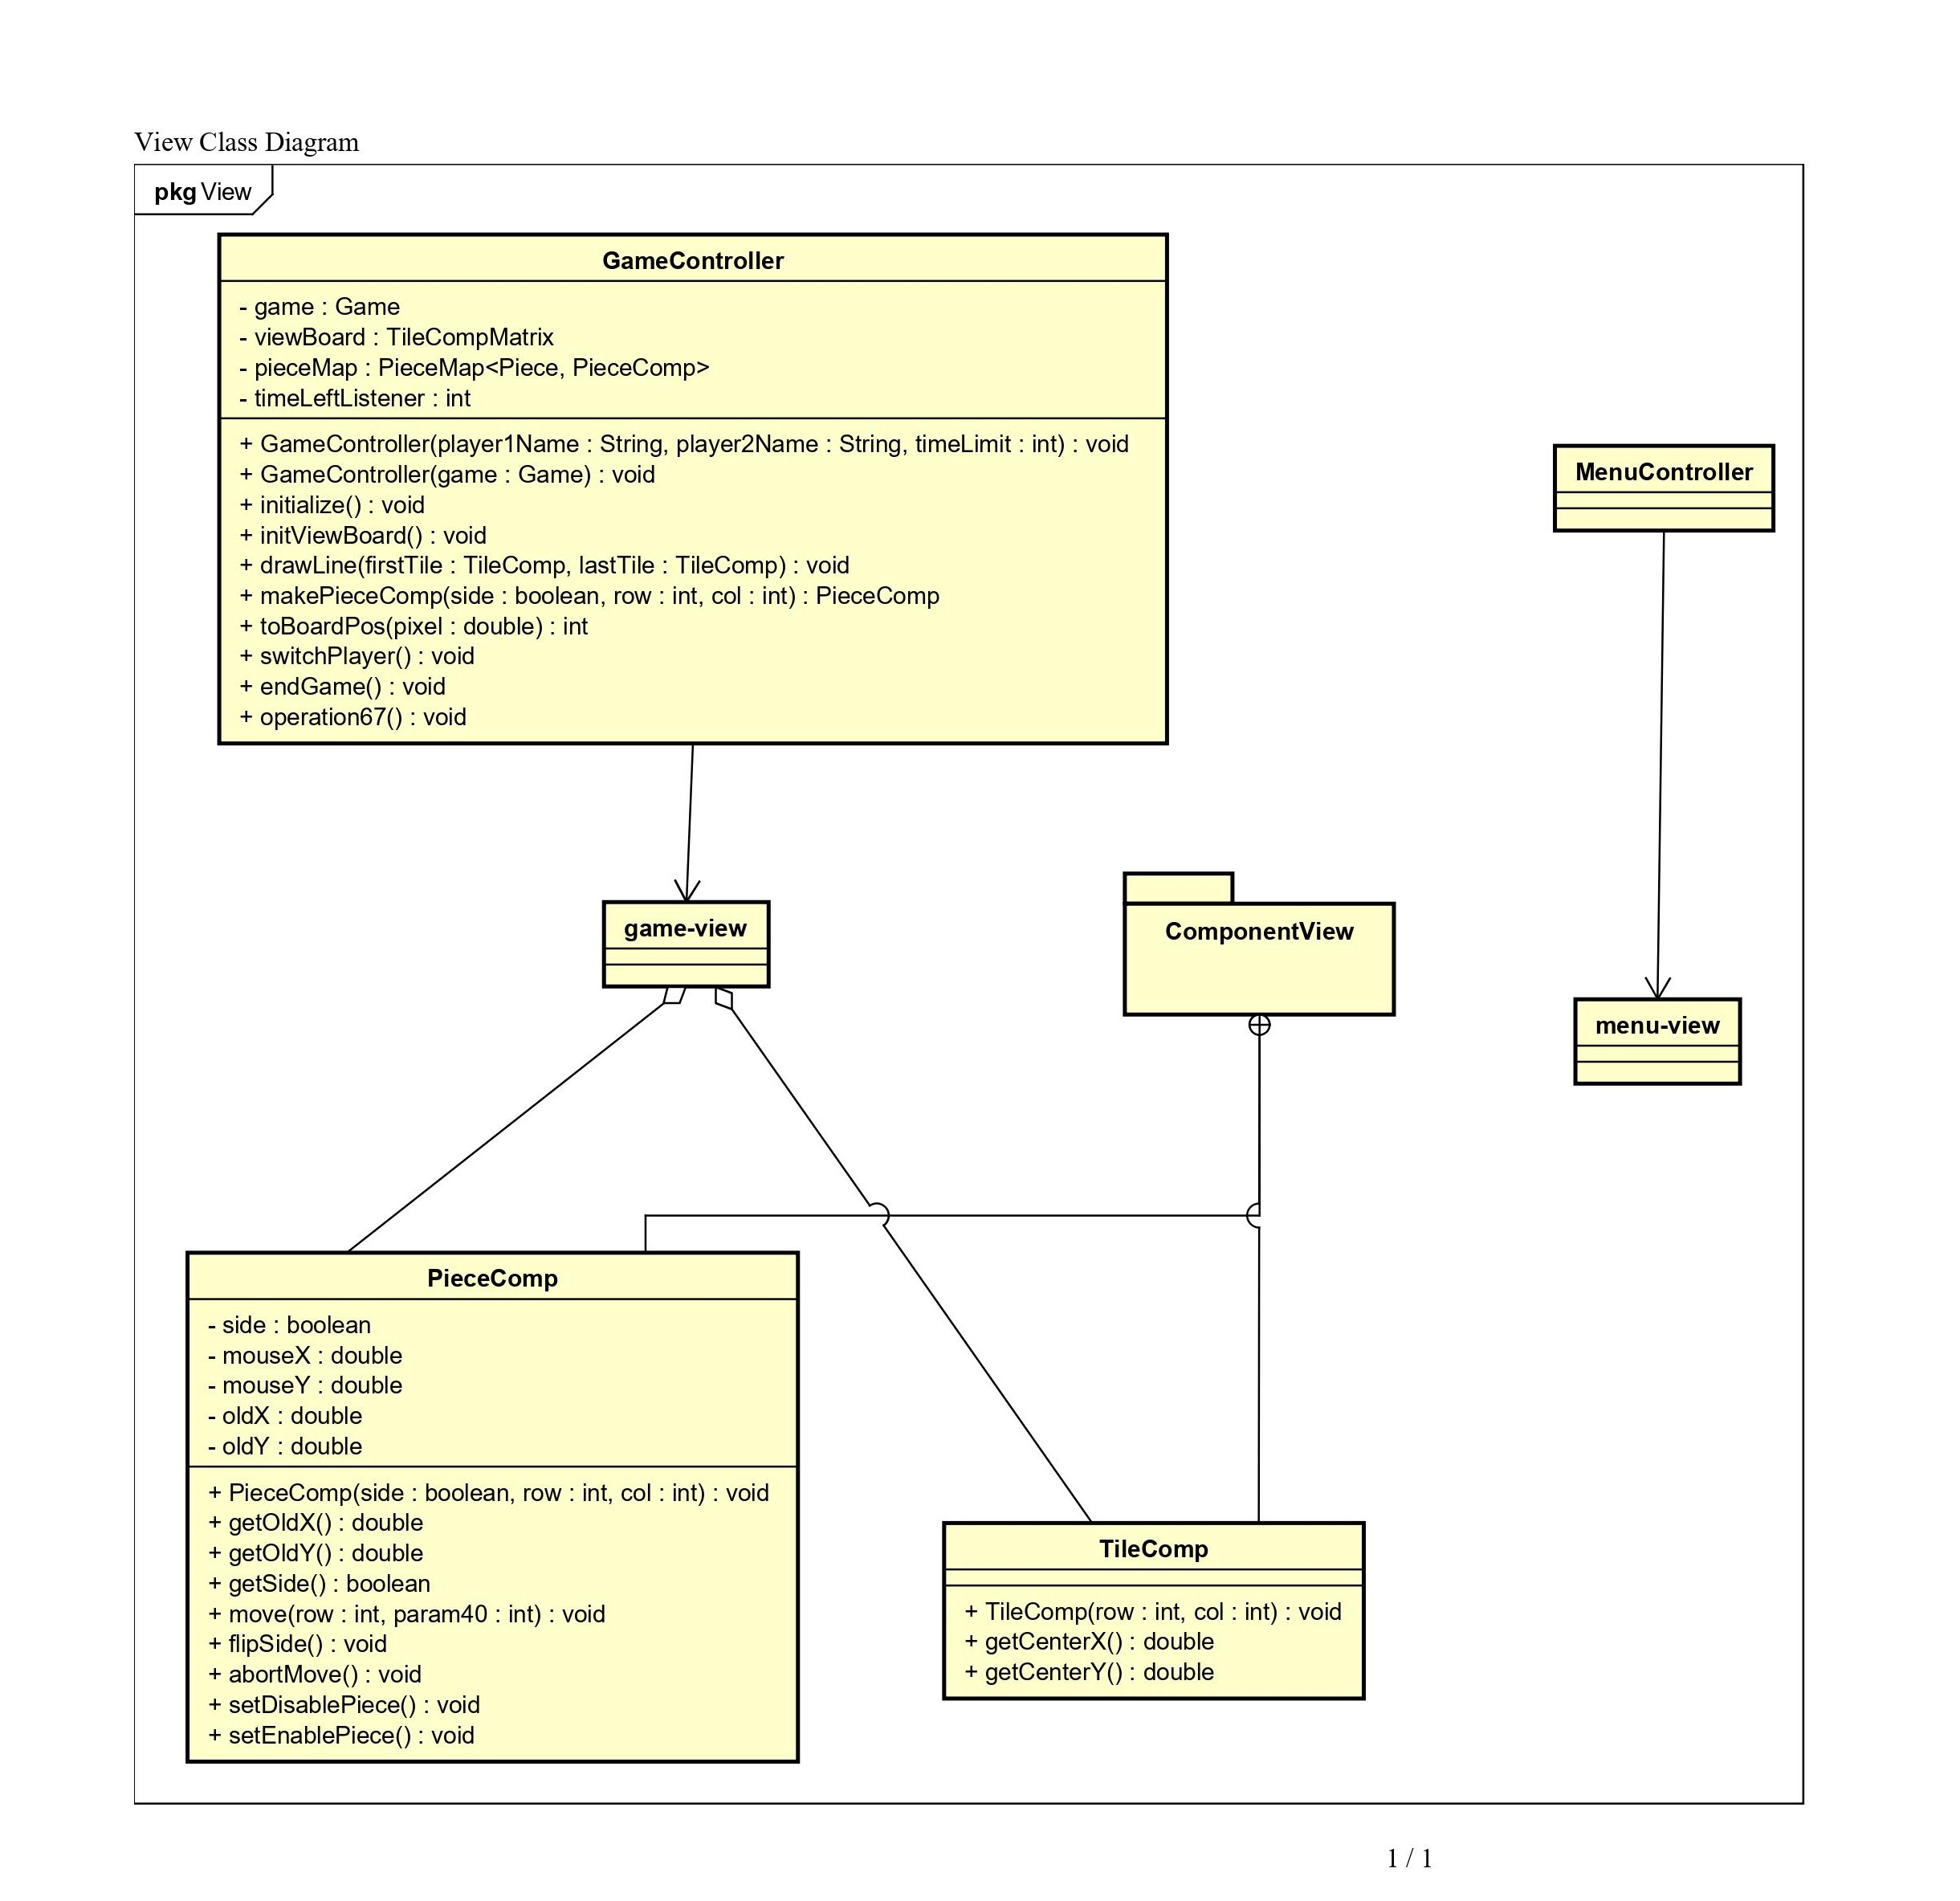 View Class Diagram
pkg View
GameController
- game : Game
- viewBoard : TileCompMatrix
- pieceMap : PieceMap<Piece, PieceComp>
- timeLeftListener : int
+ GameController(player1Name : String, player2Name : String, timeLimit : int) : void
+ GameController(game : Game) : void
+ initialize() : void
+ initViewBoard() : void
+ drawLine(firstTile : TileComp, lastTile : TileComp) : void
+ makePieceComp(side : boolean, row : int, col : int) : PieceComp
+ toBoardPos(pixel : double) : int
+ switchPlayer() : void
+ endGame() : void
+ operation67() : void
MenuController
game-view
ComponentView
menu-view
PieceComp
- side : boolean
- mouseX : double
- mouseY : double
- oldX : double
- oldY : double
+ PieceComp(side : boolean, row : int, col : int) : void
+ getOldX() : double
+ getOldY() : double
+ getSide() : boolean
+ move(row : int, param40 : int) : void
+ flipSide() : void
+ abortMove() : void
+ setDisablePiece() : void
+ setEnablePiece() : void
TileComp
+ TileComp(row : int, col : int) : void
+ getCenterX() : double
+ getCenterY() : double
1 / 1